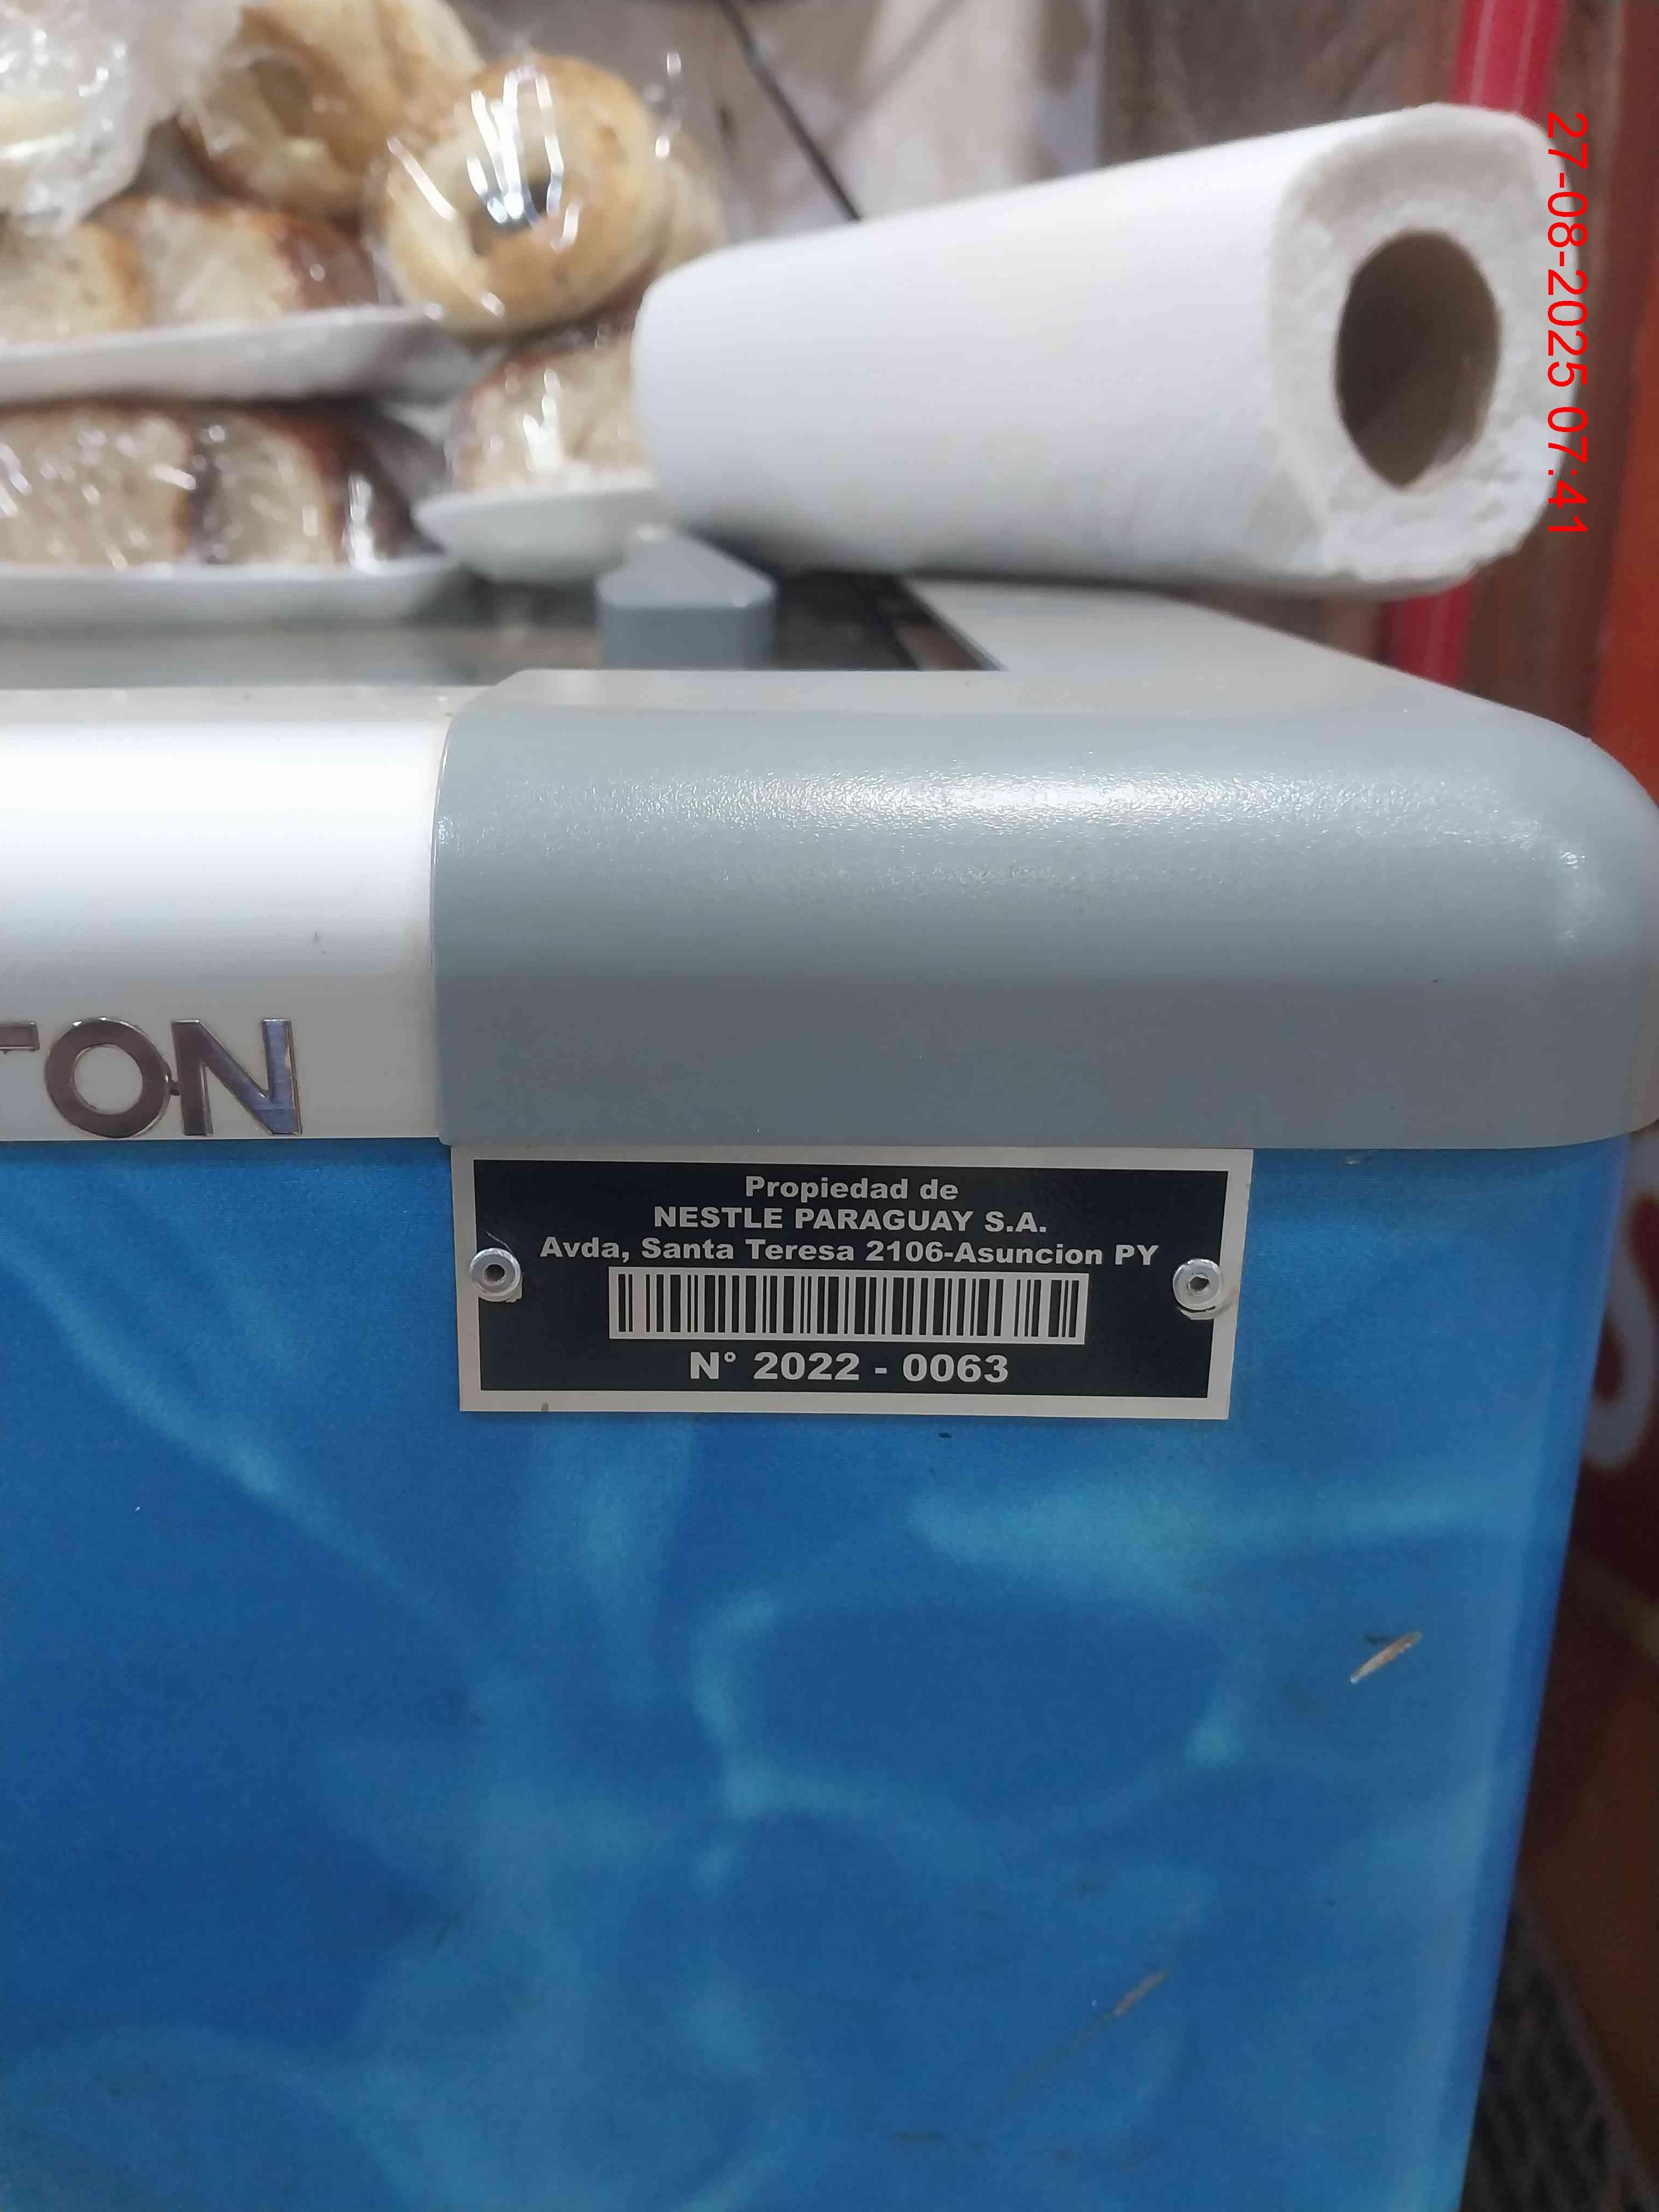 27-08-2025 07:41
TON
Propiedad de
NESTLE PARAGUAY S.A.
Avda, Santa Teresa 2106-Asuncion PY
N° 2022 - 0063